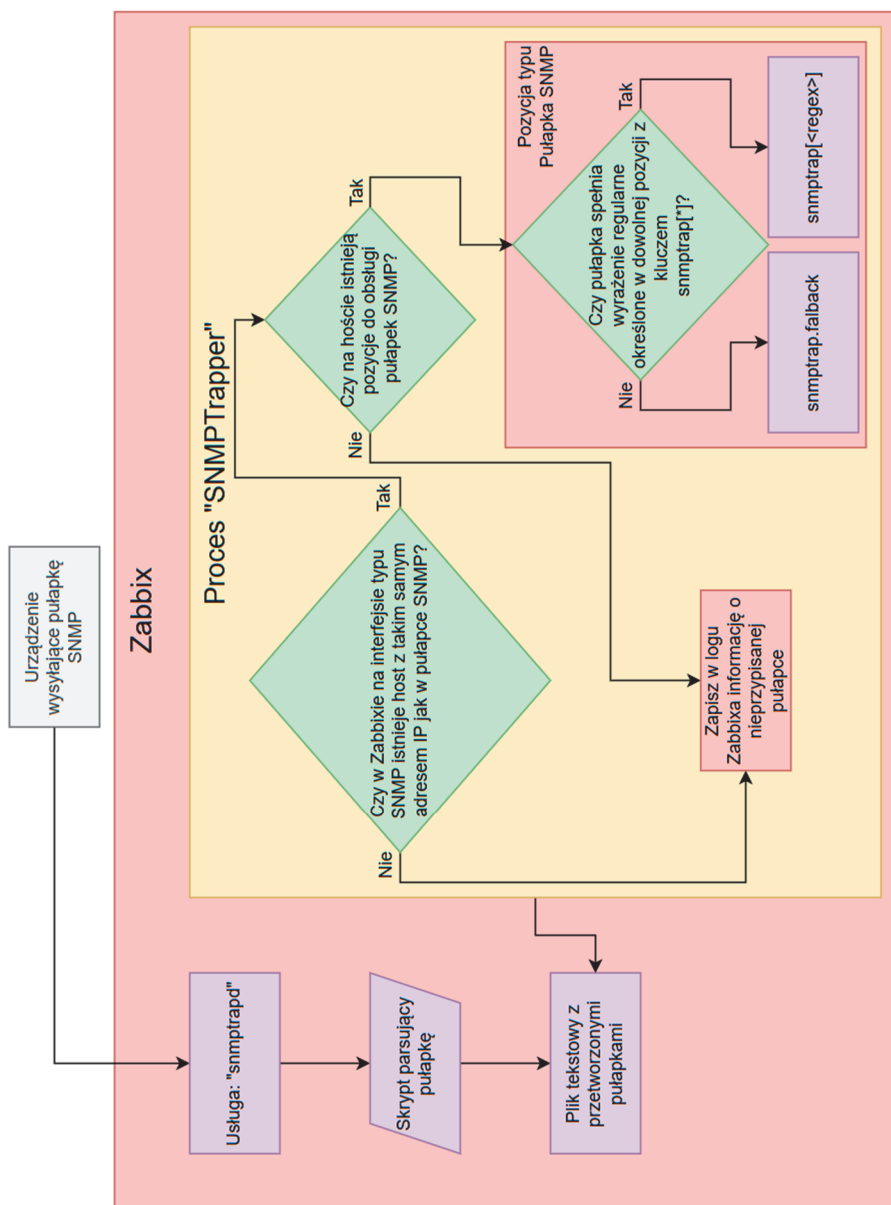 Urządzenie
wysyłające pułapkę
SNMP
Zabbix
Usługa: "snmptrapd"
Skrypt parsujący
pułapkę
Plik tekstowy z
przetworzonymi
pułapkami
Proces "SNMPTrapper"
Czy w Zabbixie na interfejsie typu
SNMP istnieje host z takim samym
adresem IP jak w pułapce SNMP?
Nie
Tak
Czy na hoście istnieją
pozycje do obsługi
pułapek SNMP?
Nie
Tak
Zapisz w logu
Zabbixa informację o
nieprzypisanej
pułapce
Pozycja typu
Pułapka SNMP
Czy pułapka spełnia
wyrażenie regularne
określone w dowolnej pozycji z
kluczem
snmptrap[*]?
Nie
Tak
snmptrap.falback
snmptrap[<regex>]